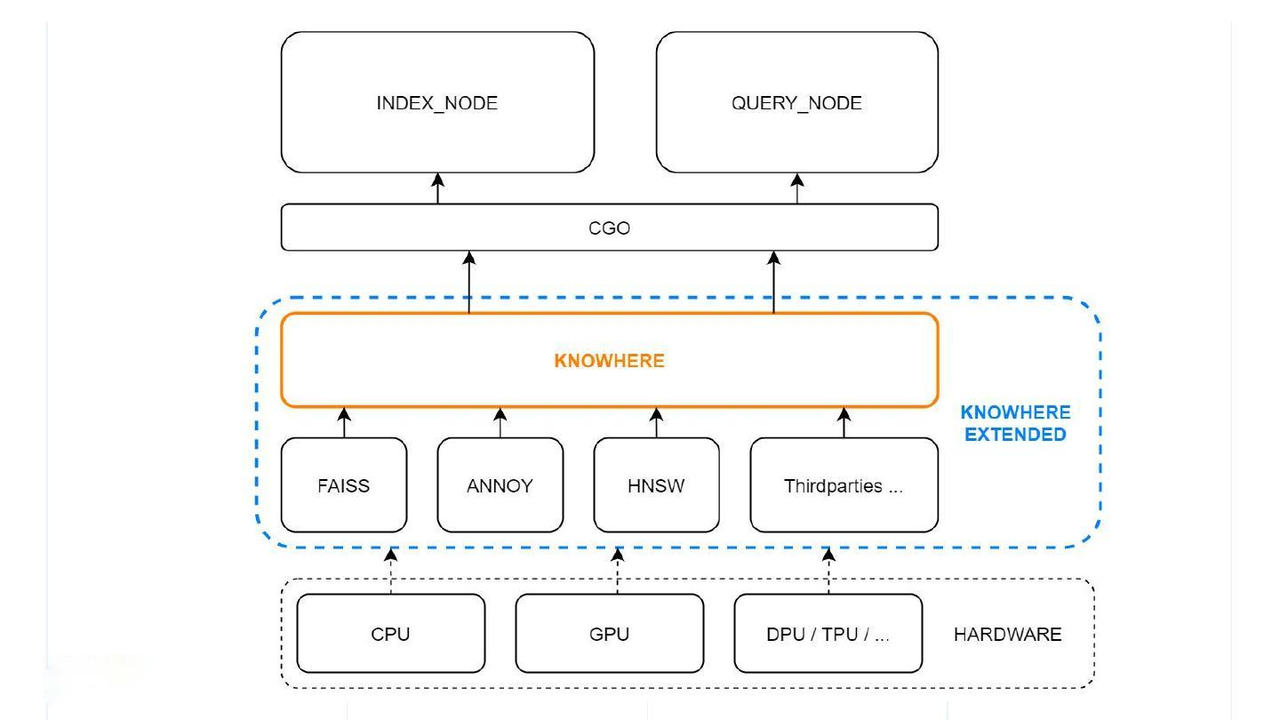 INDEX_NODE
QUERY_NODE
CGO
KNOWHERE
KNOWHERE
EXTENDED
FAISS
ANNOY
HNSW
Thirdparties ...
CPU
GPU
DPU / TPU / ...
HARDWARE